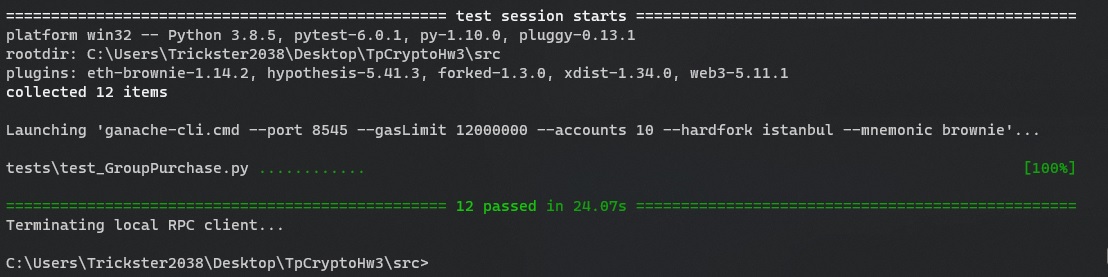 ================================================= test session starts =================================================
platform win32 -- Python 3.8.5, pytest-6.0.1, py-1.10.0, pluggy-0.13.1
rootdir: C:\Users\Trickster2038\Desktop\TpCryptoHw3\src
plugins: eth-brownie-1.14.2, hypothesis-5.41.3, forked-1.3.0, xdist-1.34.0, web3-5.11.1
collected 12 items
Launching 'ganache-cli.cmd --port 8545 --gasLimit 12000000 --accounts 10 --hardfork istanbul --mnemonic brownie'...
tests\test_GroupPurchase.py ............ [100%]
================================================= 12 passed in 24.07s =================================================
Terminating local RPC client...
C:\Users\Trickster2038\Desktop\TpCryptoHw3\src>